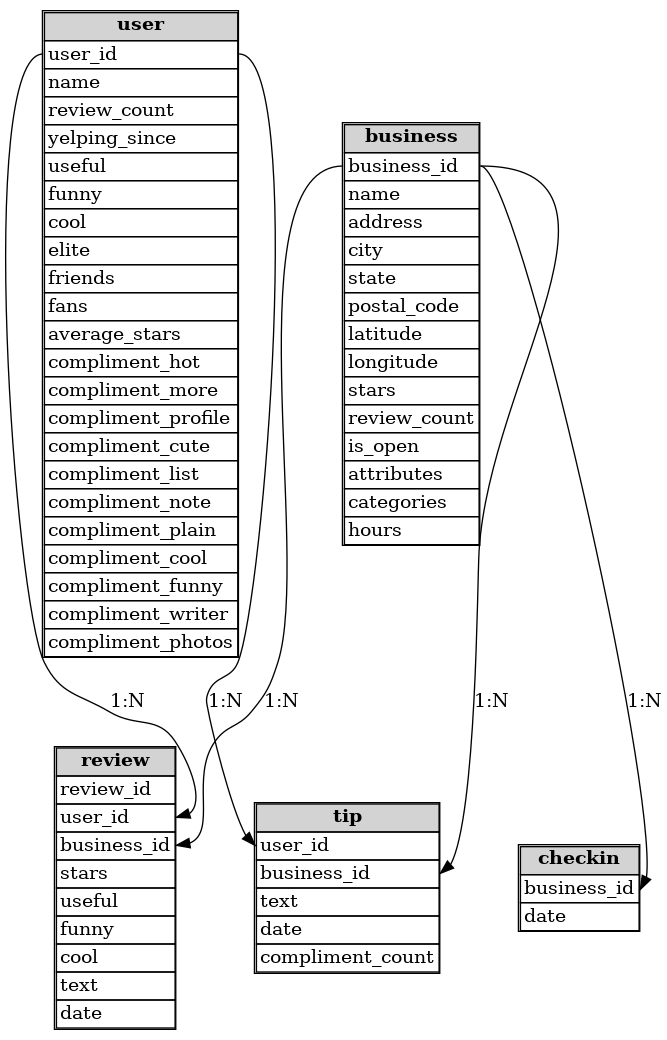 user
user_id
name
review_count
yelping_since
useful
funny
cool
elite
friends
fans
average_stars
compliment_hot
compliment_more
compliment_profile
compliment_cute
compliment_list
compliment_note
compliment_plain
compliment_cool
compliment_funny
compliment_writer
compliment_photos
business
business_id
name
address
city
state
postal_code
latitude
longitude
stars
review_count
is_open
attributes
categories
hours
1:N
1:N
1:N
1:N
1:N
review
review_id
user_id
business_id
stars
useful
funny
cool
text
date
tip
user_id
business_id
text
date
compliment_count
checkin
business_id
date